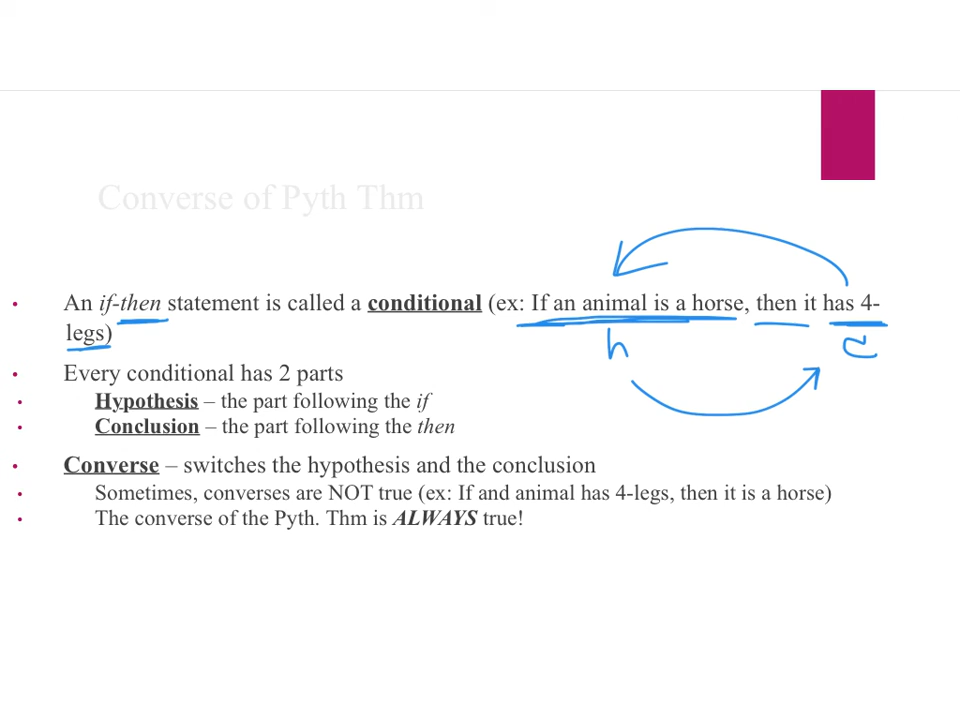 Converse of Pyth Thm
• An if-then statement is called a conditional (ex: If an animal is a horse, then it has 4-
legs)
h
c
• Every conditional has 2 parts
• Hypothesis – the part following the if
• Conclusion – the part following the then
• Converse – switches the hypothesis and the conclusion
• Sometimes, converses are NOT true (ex: If and animal has 4-legs, then it is a horse)
• The converse of the Pyth. Thm is ALWAYS true!